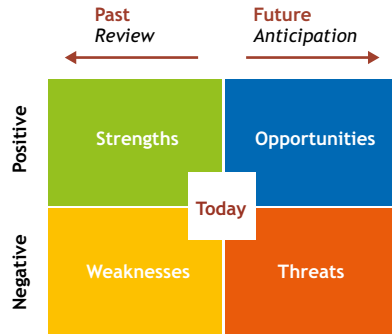 Past
Review
Future
Anticipation
Positive
Strengths
Opportunities
Today
Negative
Weaknesses
Threats